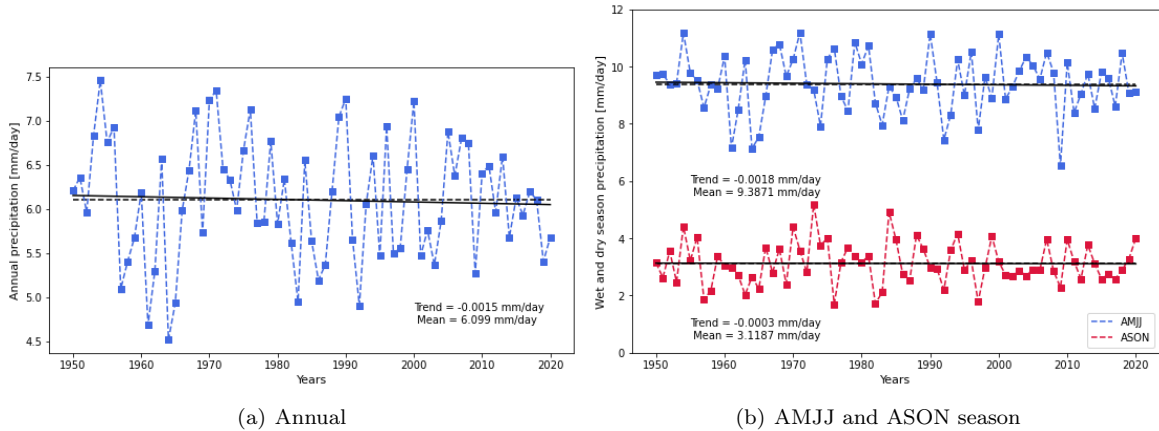 7.5
7.0
6.5
6.0
5.5
5.0
4.5
Annual precipitation [mm/day]
Trend = -0.0015 mm/day
Mean = 6.099 mm/day
1950 1960 1970 1980 1990 2000 2010 2020
Years
(a) Annual
12
10
8
6
4
2
0
Wet and dry season precipitation [mm/day]
Trend = -0.0018 mm/day
Mean = 9.3871 mm/day
Trend = -0.0003 mm/day
Mean = 3.1187 mm/day
AMJJ
ASON
1950 1960 1970 1980 1990 2000 2010 2020
Years
(b) AMJJ and ASON season